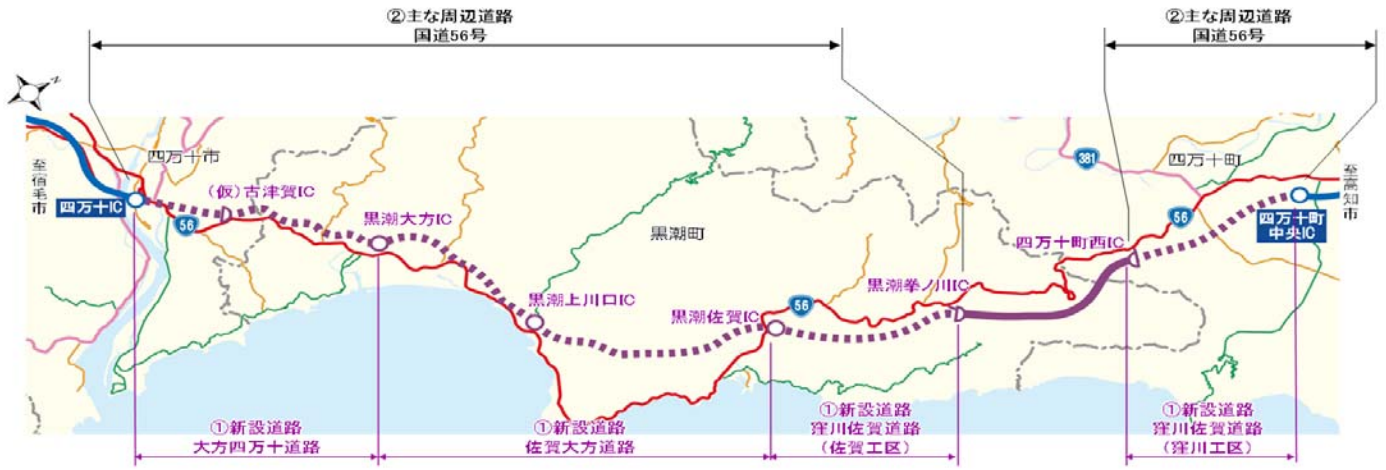 ②主な周辺道路
国道56号
②主な周辺道路
国道56号
N
至宿毛市
四万十市
四万十IC
(仮)古津賀IC
56
黒潮大方IC
黒潮町
黒潮上川口IC
黒潮佐賀IC
56
黒潮拳ノ川IC
四万十町西IC
381
四万十町
56
四万十町
中央IC
至高知市
①新設道路
大方四万十道路
①新設道路
佐賀大方道路
①新設道路
窪川佐賀道路
(佐賀工区)
①新設道路
窪川佐賀道路
(窪川工区)